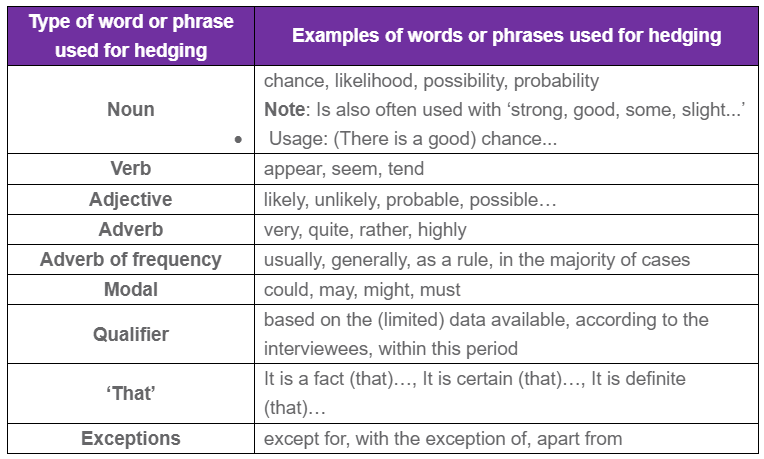 Type of word or phrase
used for hedging
Examples of words or phrases used for hedging
Noun
chance, likelihood, possibility, probability
Note: Is also often used with ‘strong, good, some, slight...’
• Usage: (There is a good) chance...
Verb
appear, seem, tend
Adjective
likely, unlikely, probable, possible…
Adverb
very, quite, rather, highly
Adverb of frequency
usually, generally, as a rule, in the majority of cases
Modal
could, may, might, must
Qualifier
based on the (limited) data available, according to the
interviewees, within this period
‘That’
It is a fact (that)…, It is certain (that)…, It is definite
(that)…
Exceptions
except for, with the exception of, apart from